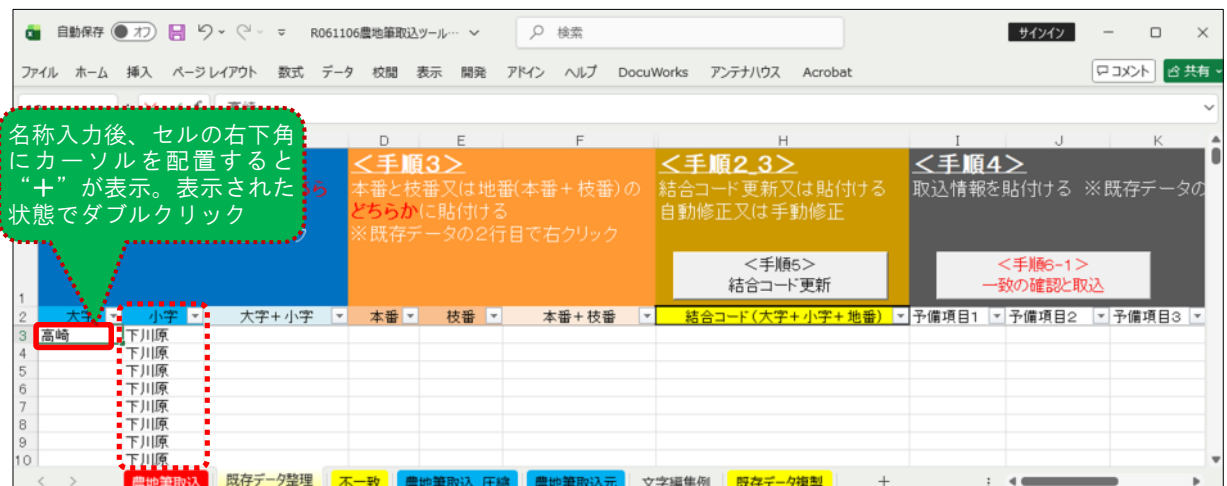 自動保存 オフ R061106農地筆取込ツール… 検索 サインイン
ファイル ホーム 挿入 ページ レイアウト 数式 データ 校閲 表示 開発 アドイン ヘルプ DocuWorks アンテナハウス Acrobat コメント 共有
名称入力後、セルの右下角
にカーソルを配置すると
“＋”が表示。表示された
状態でダブルクリック
D E F H I J K
＜手順3＞
本番と枝番又は地番(本番+枝番)の
どちらかに貼付ける
※既存データの2行目で右クリック
＜手順2_3＞
結合コード更新又は貼付ける
自動修正又は手動修正
＜手順5＞
結合コード更新
＜手順4＞
取込情報を貼付ける ※既存データの
＜手順6-1＞
一致の確認と取込
1
2 大字 小字 大字+小字 本番 枝番 本番+枝番 結合コード(大字+小字+地番) 予備項目1 予備項目2 予備項目3
3 高崎 下川原
4 下川原
5 下川原
6 下川原
7 下川原
8 下川原
9 下川原
10 下川原
農地筆取込 既存データ整理 不一致 農地筆取込_圧縮 農地筆取込元 文字編集例 既存データ複製 +